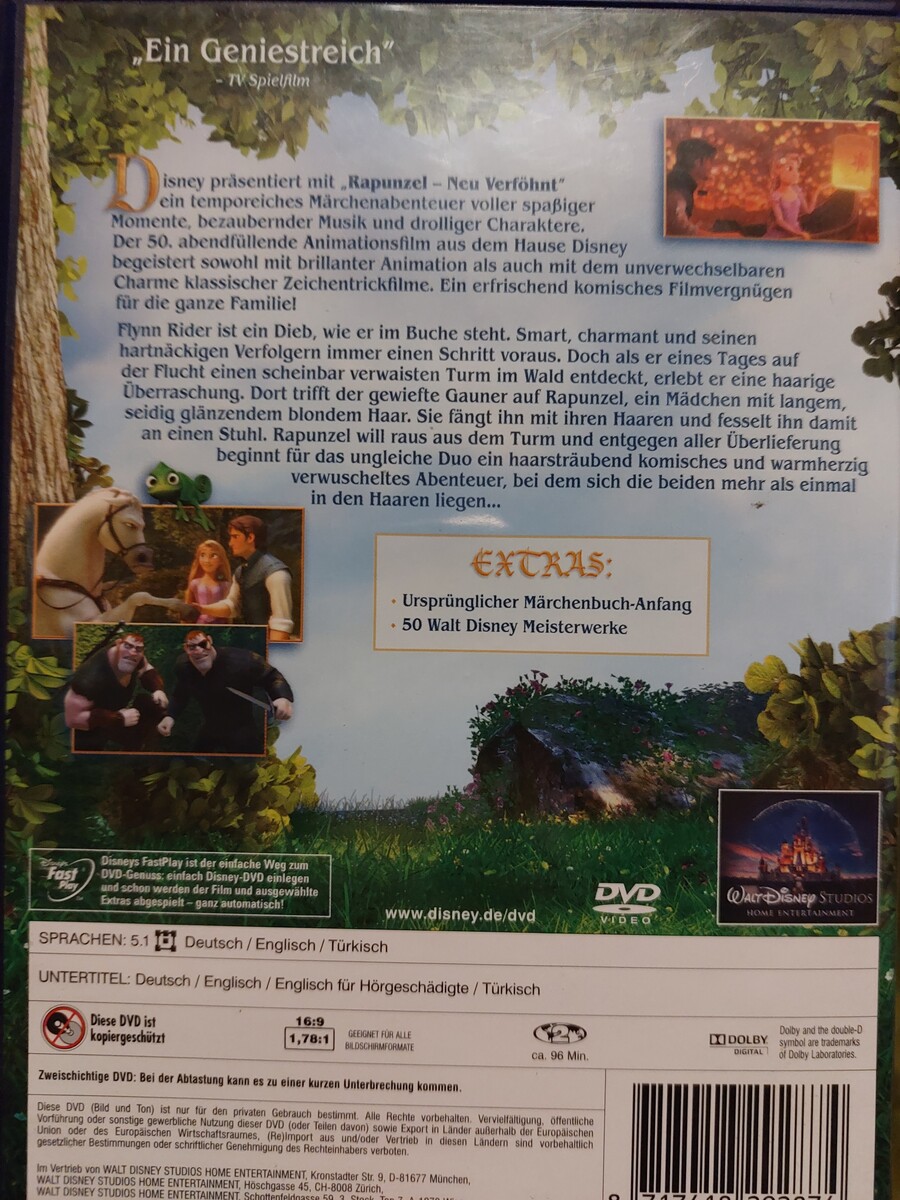 „Ein Geniestreich“
– TV Spielfilm
Disney präsentiert mit „Rapunzel – Neu Verföhnt“
ein temporeiches Märchenabenteuer voller spaßiger
Momente, bezaubernder Musik und drolliger Charaktere.
Der 50. abendfüllende Animationsfilm aus dem Hause Disney
begeistert sowohl mit brillanter Animation als auch mit dem unverwechselbaren
Charme klassischer Zeichentrickfilme. Ein erfrischend komisches Filmvergnügen
für die ganze Familie!
Flynn Rider ist ein Dieb, wie er im Buche steht. Smart, charmant und seinen
hartnäckigen Verfolgern immer einen Schritt voraus. Doch als er eines Tages auf
der Flucht einen scheinbar verwaisten Turm im Wald entdeckt, erlebt er eine haarige
Überraschung. Dort trifft der gewiefte Gauner auf Rapunzel, ein Mädchen mit langem,
seidig glänzendem blondem Haar. Sie fängt ihn mit ihren Haaren und fesselt ihn damit
an einen Stuhl. Rapunzel will raus aus dem Turm und entgegen aller Überlieferung
beginnt für das ungleiche Duo ein haarsträubend komisches und warmherzig
verwuscheltes Abenteuer, bei dem sich die beiden mehr als einmal
in den Haaren liegen...
EXTRAS:
• Ursprünglicher Märchenbuch-Anfang
• 50 Walt Disney Meisterwerke
Disney's
Fast
Play
Disneys FastPlay ist der einfache Weg zum
DVD-Genuss: einfach Disney-DVD einlegen
und schon werden der Film und ausgewählte
Extras abgespielt – ganz automatisch!
www.disney.de/dvd
DVD
VIDEO
WALT DISNEY STUDIOS
HOME ENTERTAINMENT
SPRACHEN: 5.1 Deutsch / Englisch / Türkisch
UNTERTITEL: Deutsch / Englisch / Englisch für Hörgeschädigte / Türkisch
Diese DVD ist
kopiergeschützt
16:9
1,78:1
GEEIGNET FÜR ALLE
BILDSCHIRMFORMATE
2
ca. 96 Min.
DOLBY
DIGITAL
Dolby and the double-D
symbol are trademarks
of Dolby Laboratories.
Zweischichtige DVD: Bei der Abtastung kann es zu einer kurzen Unterbrechung kommen.
Diese DVD (Bild und Ton) ist nur für den privaten Gebrauch bestimmt. Alle Rechte vorbehalten. Vervielfältigung, öffentliche
Vorführung oder sonstige gewerbliche Nutzung dieser DVD (oder Teilen davon) sowie Export in Länder außerhalb der Europäischen
Union oder des Europäischen Wirtschaftsraumes, (Re)Import aus und/oder Vertrieb in diesen Ländern sind vorbehaltlich
gesetzlicher Bestimmungen oder schriftlicher Genehmigung des Rechteinhabers verboten.
Im Vertrieb von WALT DISNEY STUDIOS HOME ENTERTAINMENT, Kronstadter Str. 9, D-81677 München,
WALT DISNEY STUDIOS HOME ENTERTAINMENT, Höschgasse 45, CH-8008 Zürich,
WALT DISNEY STUDIOS HOME ENTERTAINMENT, Schottenfeldgasse